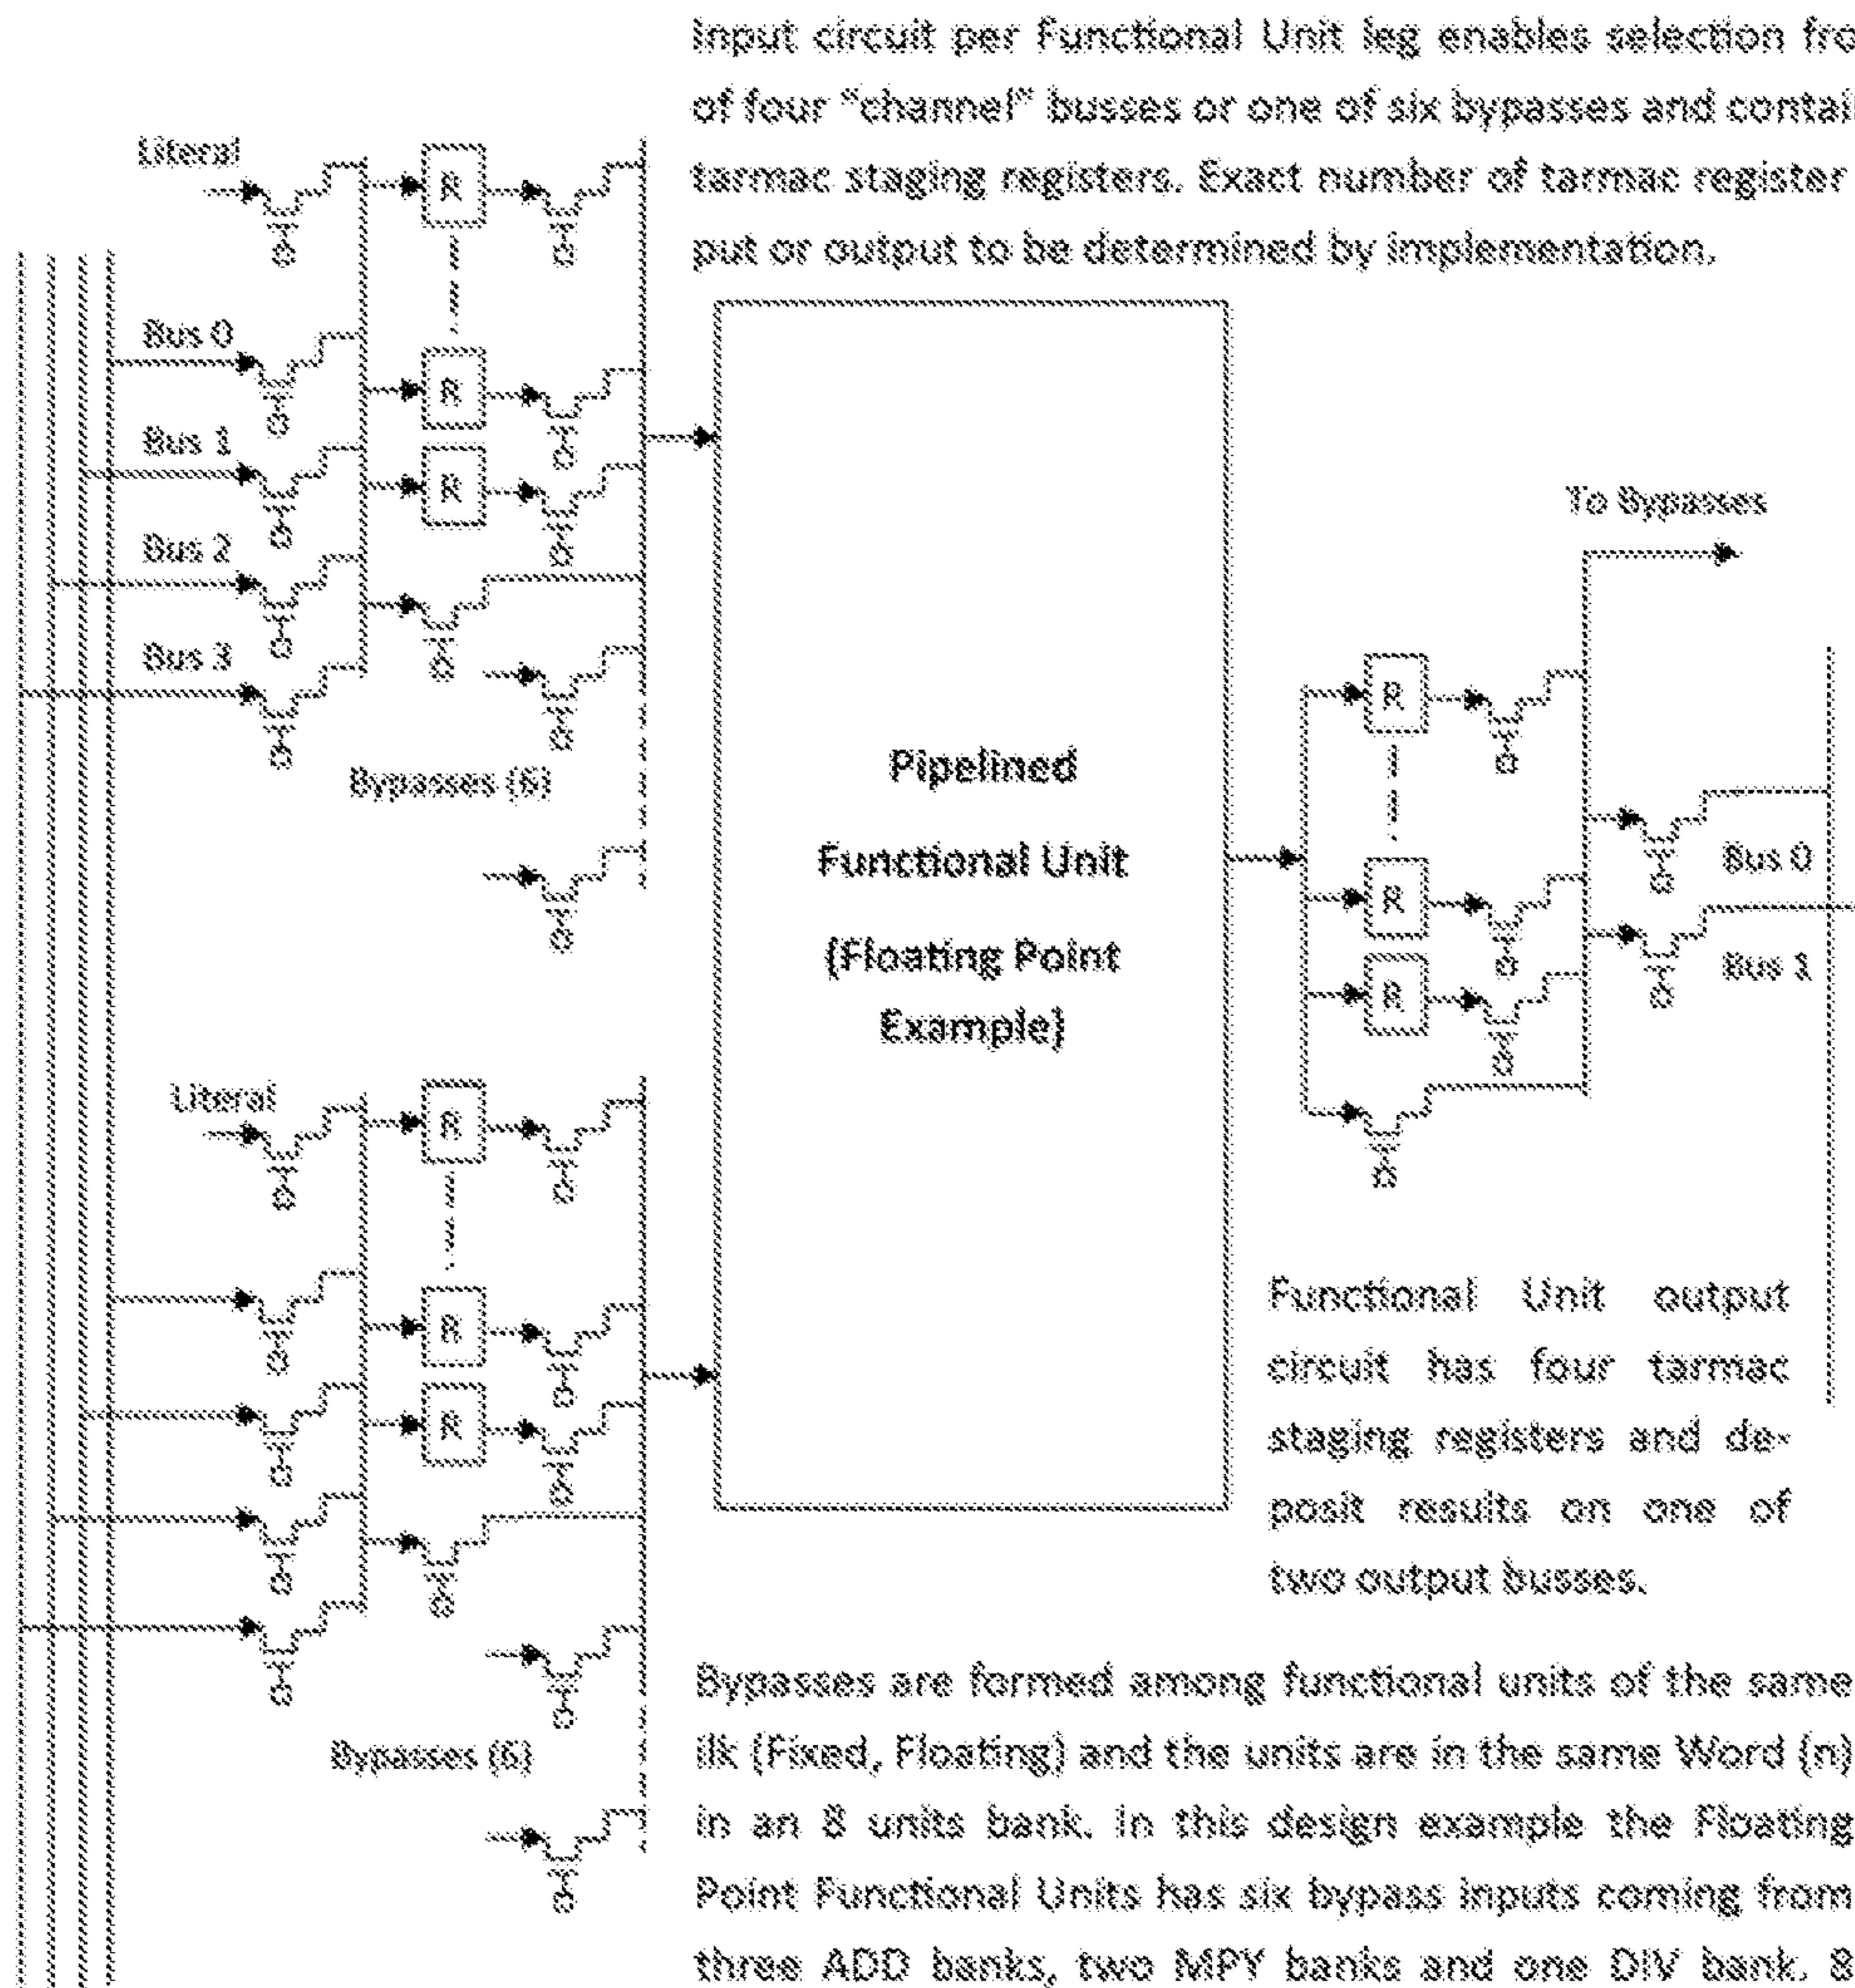 Input circuit per Functional Unit leg enables selection fro
of four "channel" busses or one of six bypasses and contai
tarmac staging registers. Exact number of tarmac register
put or output to be determined by implementation.
Literal
R
Bus 0
R
Bus 1
R
Bus 2
Bus 3
Bypasses (6)
Pipelined
Functional Unit
(Floating Point
Example)
To Bypasses
R
R
Bus 0
R
Bus 1
Literal
R
R
R
Bypasses (6)
Functional Unit output
circuit has four tarmac
staging registers and de-
posit results on one of
two output busses.
Bypasses are formed among functional units of the same
ilk (Fixed, Floating) and the units are in the same Word (n)
in an 8 units bank. In this design example the Floating
Point Functional Units has six bypass inputs coming from
three ADD banks, two MPY banks and one DIV bank. 8